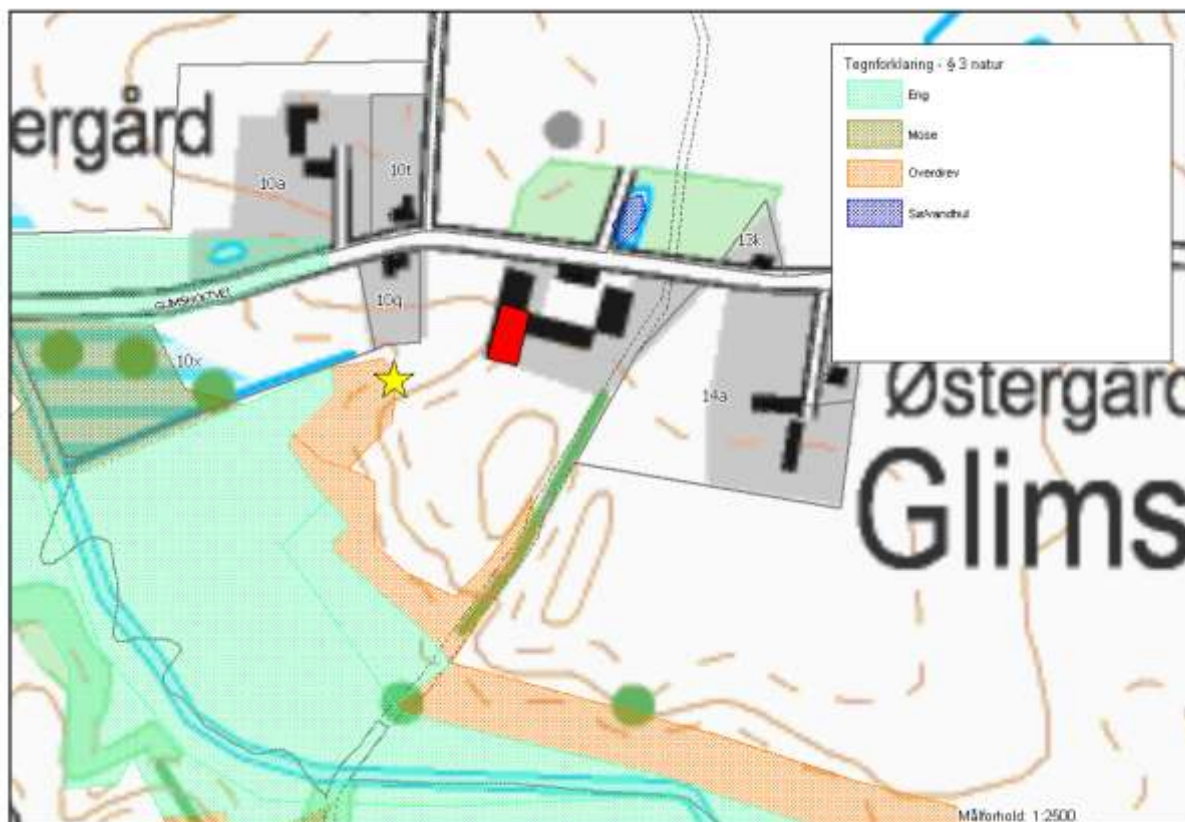 Tegnforklaring - § 3 natur
Eng
Mose
Overdrev
Sø/vandhul
ergård
10a
10t
13k
GLIMSHOLTVEJ
10q
10x
14a
Østergård
Glims
Målforhold: 1:2500